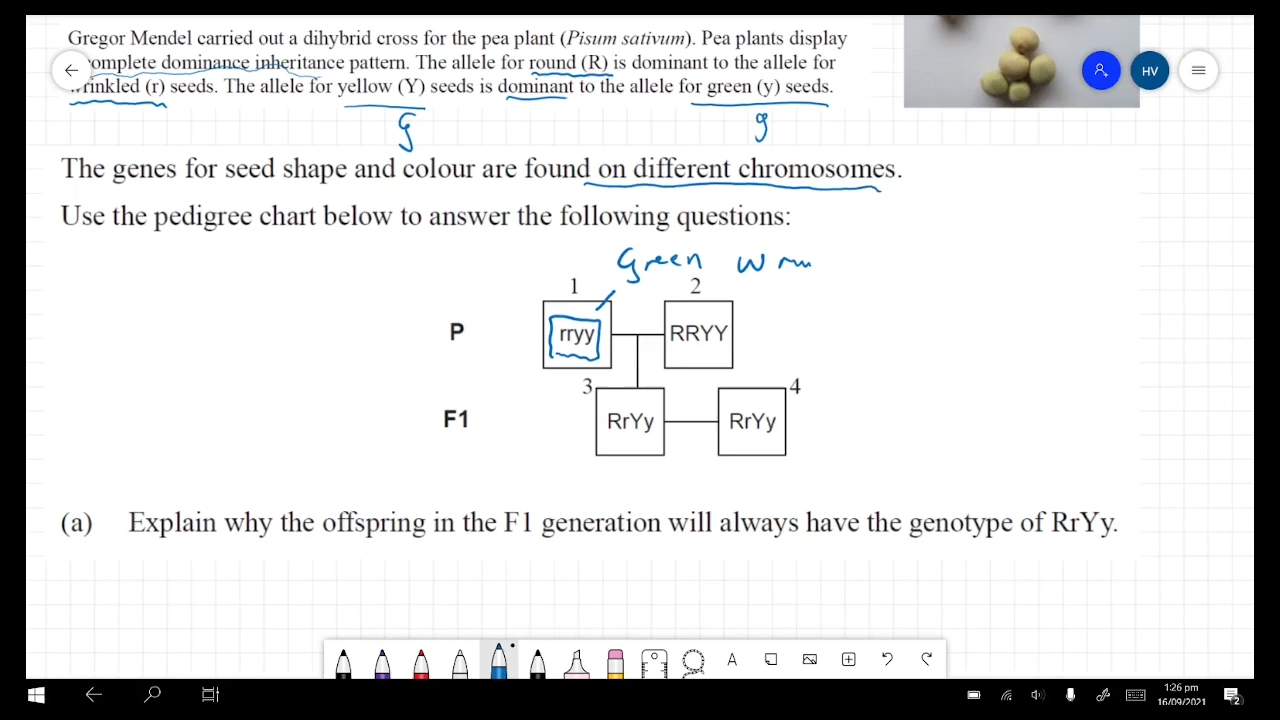 Gregor Mendel carried out a dihybrid cross for the pea plant (Pisum sativum). Pea plants display
complete dominance inheritance pattern. The allele for round (R) is dominant to the allele for
wrinkled (r) seeds. The allele for yellow (Y) seeds is dominant to the allele for green (y) seeds.
HV
The genes for seed shape and colour are found on different chromosomes.
Use the pedigree chart below to answer the following questions:
Green
1 2
P rryy RRYY
3 4
F1 RrYy RrYy
(a) Explain why the offspring in the F1 generation will always have the genotype of RrYy.
A
1:26 pm
16/09/2021
2